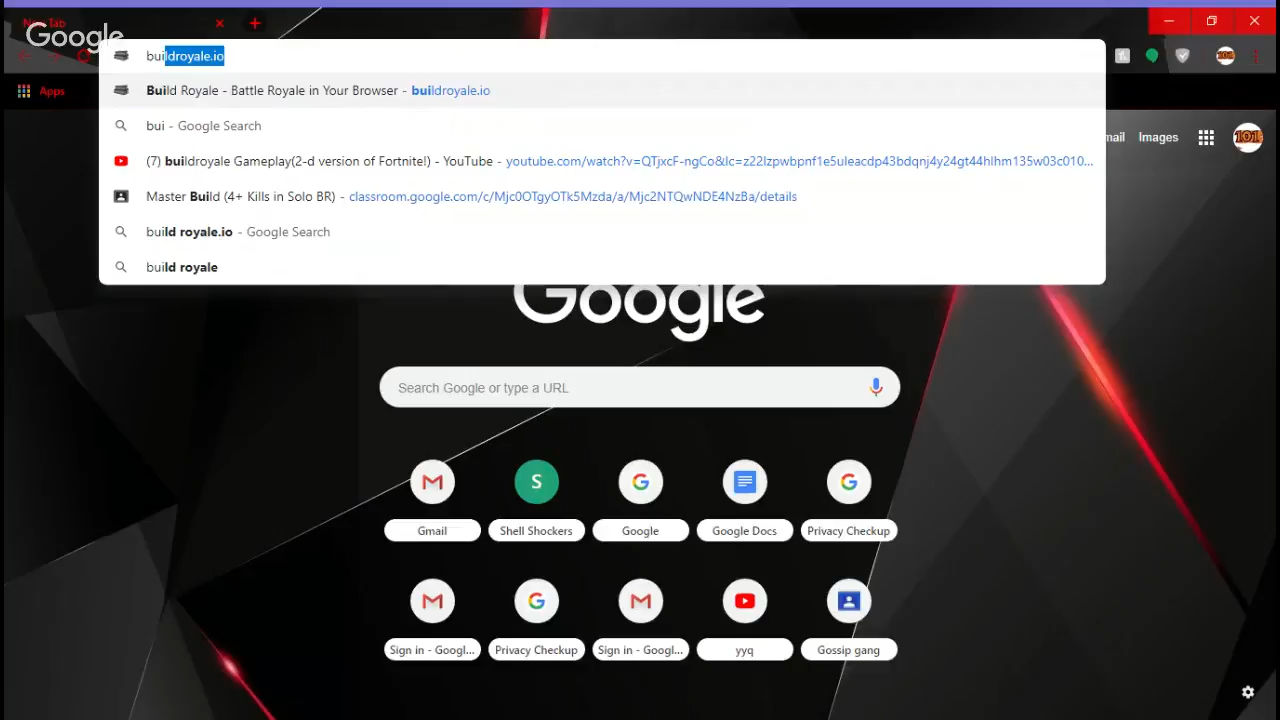 New Tab
Google
buildroyale.io
Build Royale - Battle Royale in Your Browser - buildroyale.io
bui - Google Search
(7) buildroyale Gameplay(2-d version of Fortnite!) - YouTube - youtube.com/watch?v=QTjxcF-ngCo&lc=z22lzpwbpnf1e5uleacdp43bdqnj4y24gt44hlhm135w03c010...
Master Build (4+ Kills in Solo BR) - classroom.google.com/c/Mjc0OTgyOTk5Mzda/a/Mjc2NTQwNDE4NzBa/details
build royale.io - Google Search
build royale
Apps
mail Images 101
Google
Search Google or type a URL
S
Gmail Shell Shockers Google Google Docs Privacy Checkup
Sign in - Googl... Privacy Checkup Sign in - Googl... yyq Gossip gang